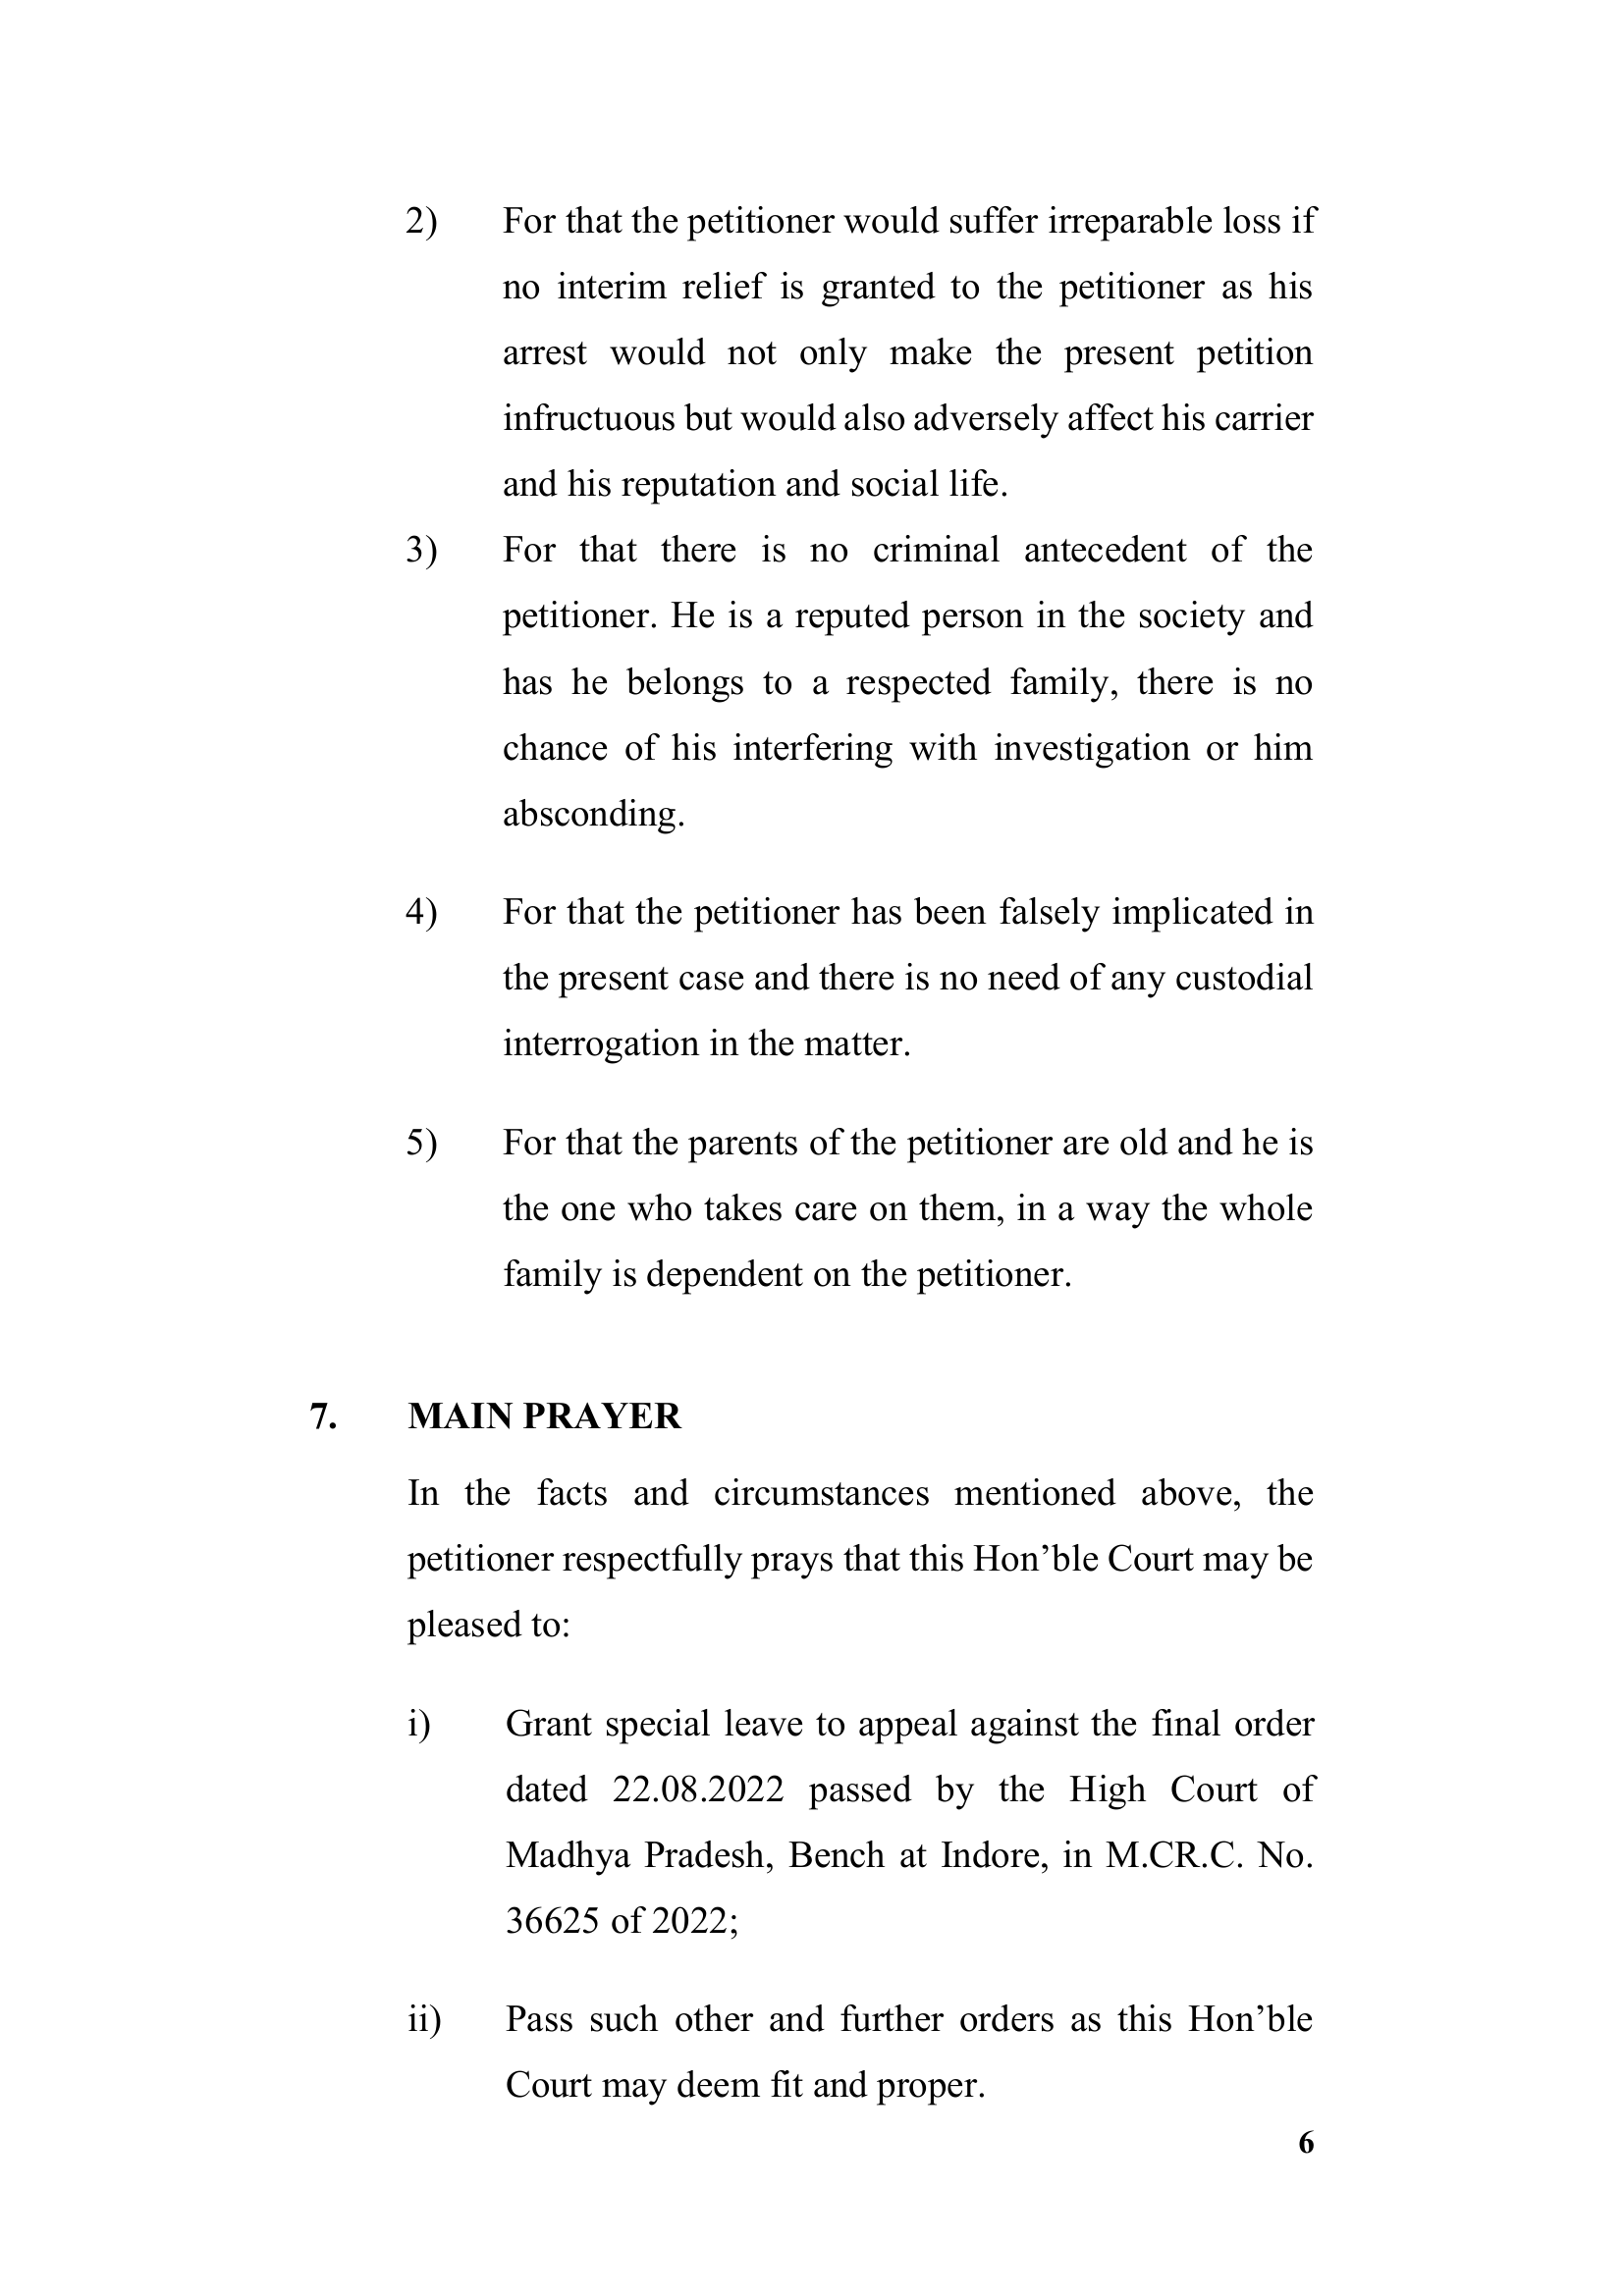 2) For that the petitioner would suffer irreparable loss if
no interim relief is granted to the petitioner as his
arrest would not only make the present petition
infructuous but would also adversely affect his carrier
and his reputation and social life.
3) For that there is no criminal antecedent of the
petitioner. He is a reputed person in the society and
has he belongs to a respected family, there is no
chance of his interfering with investigation or him
absconding.
4) For that the petitioner has been falsely implicated in
the present case and there is no need of any custodial
interrogation in the matter.
5) For that the parents of the petitioner are old and he is
the one who takes care on them, in a way the whole
family is dependent on the petitioner.
7. MAIN PRAYER
In the facts and circumstances mentioned above, the
petitioner respectfully prays that this Hon’ble Court may be
pleased to:
i) Grant special leave to appeal against the final order
dated 22.08.2022 passed by the High Court of
Madhya Pradesh, Bench at Indore, in M.CR.C. No.
36625 of 2022;
ii) Pass such other and further orders as this Hon’ble
Court may deem fit and proper.
6